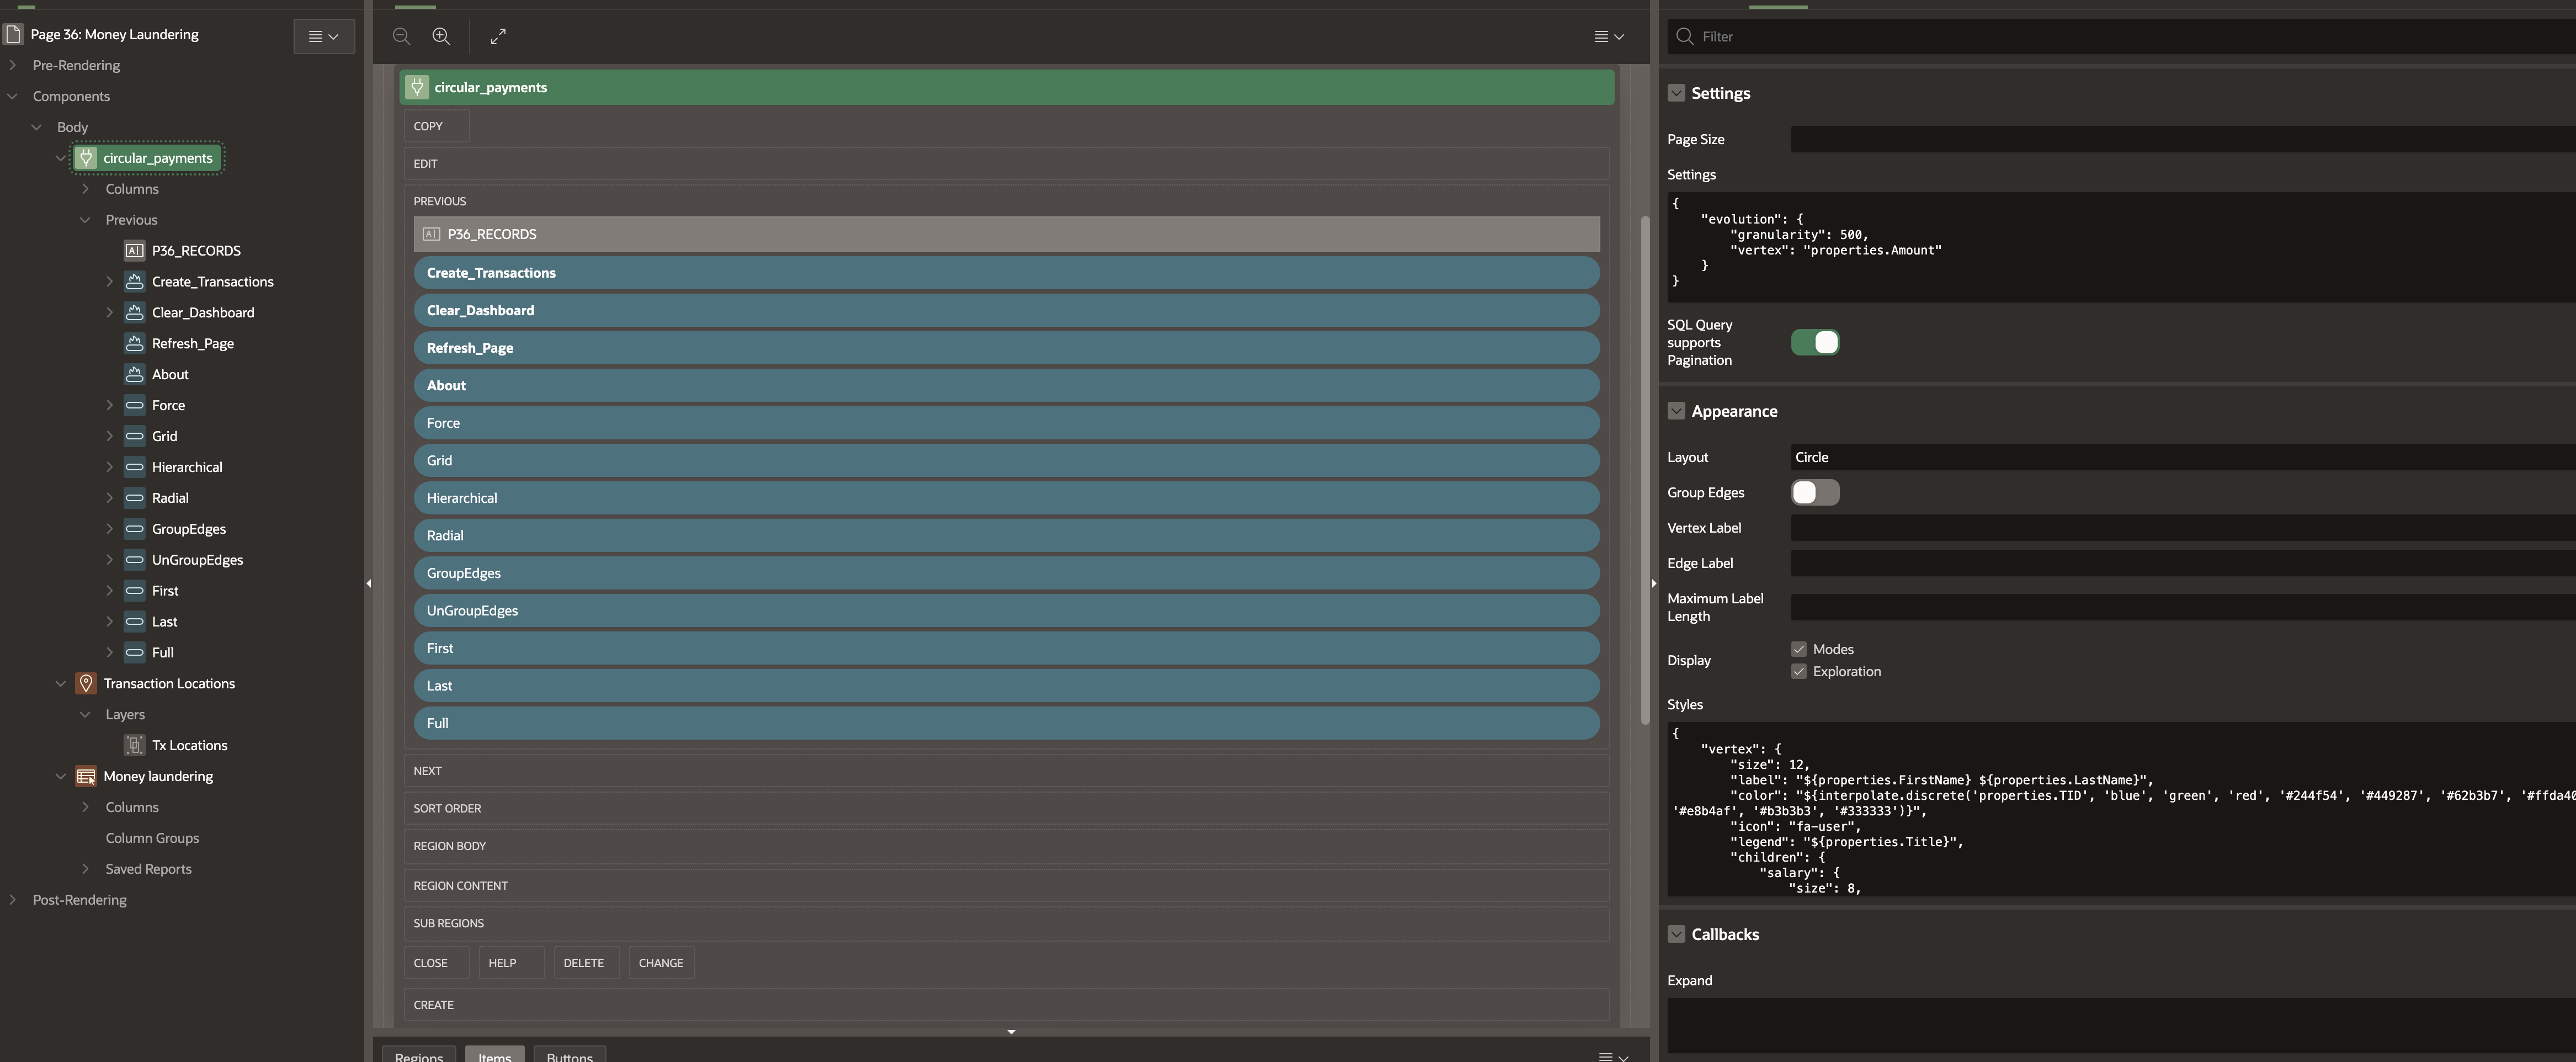 Page 36: Money Laundering
Pre-Rendering
Components
Body
circular_payments
Columns
Previous
P36_RECORDS
Create_Transactions
Clear_Dashboard
Refresh_Page
About
Force
Grid
Hierarchical
Radial
GroupEdges
UnGroupEdges
First
Last
Full
Transaction Locations
Layers
Tx Locations
Money laundering
Columns
Column Groups
Saved Reports
Post-Rendering
circular_payments
COPY
EDIT
PREVIOUS
P36_RECORDS
Create_Transactions
Clear_Dashboard
Refresh_Page
About
Force
Grid
Hierarchical
Radial
GroupEdges
UnGroupEdges
First
Last
Full
NEXT
SORT ORDER
REGION BODY
REGION CONTENT
SUB REGIONS
CLOSE HELP DELETE CHANGE
CREATE
Regions Items Buttons
Filter
Settings
Page Size
Settings
{
"evolution": {
"granularity": 500,
"vertex": "properties.Amount"
}
}
SQL Query
supports
Pagination
Appearance
Layout Circle
Group Edges
Vertex Label
Edge Label
Maximum Label
Length
Display
Modes
Exploration
Styles
{
"vertex": {
"size": 12,
"label": "${properties.FirstName} ${properties.LastName}",
"color": "${interpolate.discrete('properties.TID', 'blue', 'green', 'red', '#244f54', '#449287', '#62b3b7', '#ffda40
'#e8b4af', '#b3b3b3', '#333333')}",
"icon": "fa-user",
"legend": "${properties.Title}",
"children": {
"salary": {
"size": 8,
Callbacks
Expand